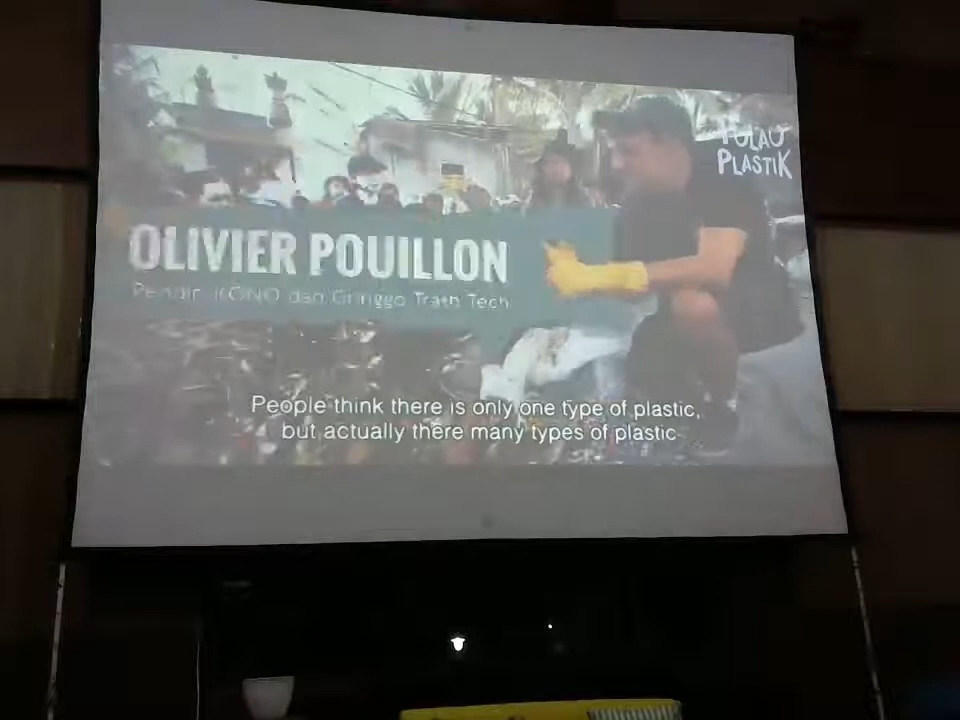 PULAU
PLASTIK
OLIVIER POUILLON
Pendiri KONO dan Gringgo Trash Tech
People think there is only one type of plastic,
but actually there many types of plastic